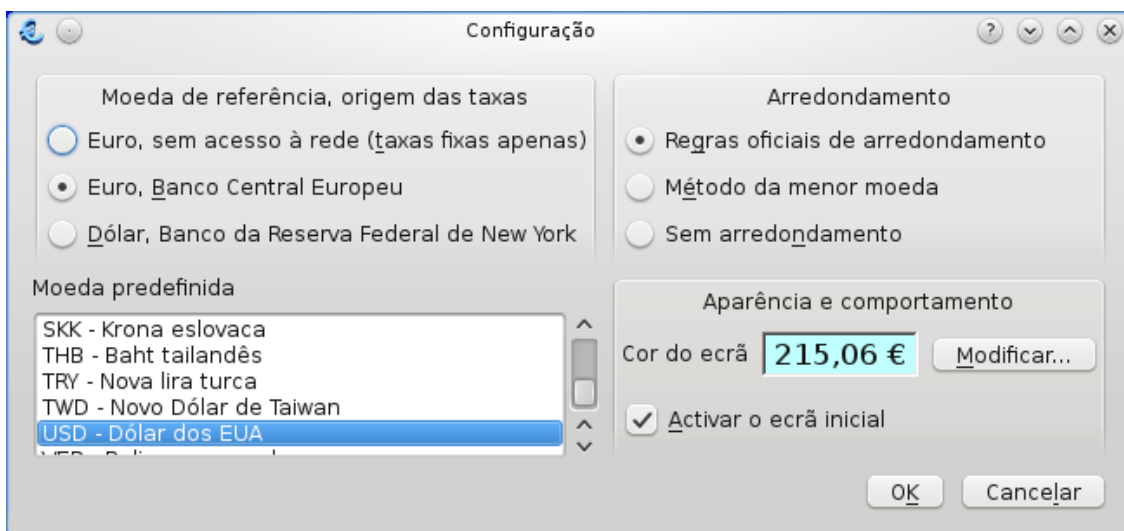 Configuração
Moeda de referência, origem das taxas
Euro, sem acesso à rede (taxas fixas apenas)
Euro, Banco Central Europeu
Dólar, Banco da Reserva Federal de New York
Arredondamento
Regras oficiais de arredondamento
Método da menor moeda
Sem arredondamento
Moeda predefinida
SKK - Krona eslovaca
THB - Baht tailandês
TRY - Nova lira turca
TWD - Novo Dólar de Taiwan
USD - Dólar dos EUA
Aparência e comportamento
Cor do ecrã 215,06 € Modificar...
Activar o ecrã inicial
OK Cancelar